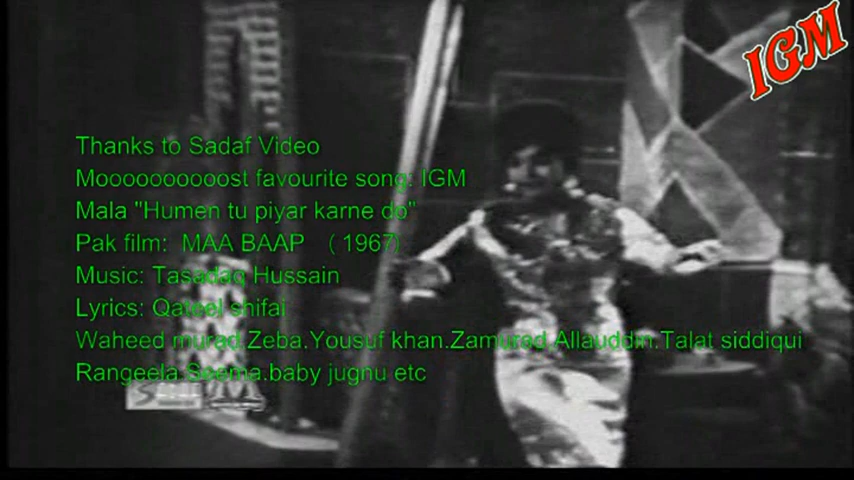 IGM
Thanks to Sadaf Video
Moooooooooost favourite song: IGM
Mala "Humen tu piyar karne do"
Pak film: MAA BAAP ( 1967)
Music: Tasadaq Hussain
Lyrics: Qateel shifai
Waheed murad.Zeba.Yousuf khan.Zamurad.Allauddin.Talat siddiqui
Rangeela.Seema.baby jugnu etc